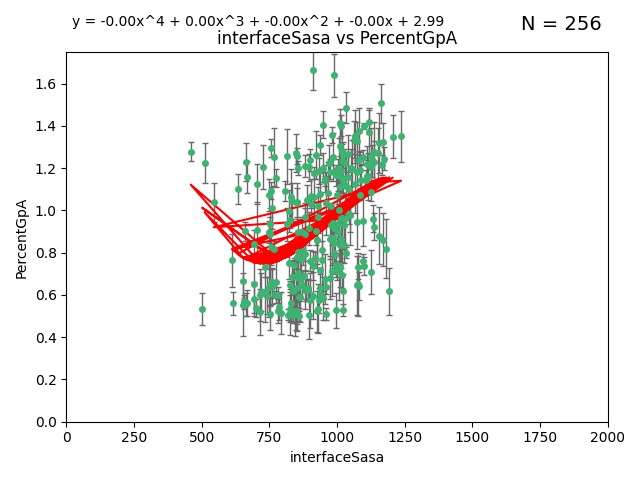 y = -0.00x^4 + 0.00x^3 + -0.00x^2 + -0.00x + 2.99
N = 256
interfaceSasa vs PercentGpA
PercentGpA
1.6
1.4
1.2
1.0
0.8
0.6
0.4
0.2
0.0
0 250 500 750 1000 1250 1500 1750 2000
interfaceSasa